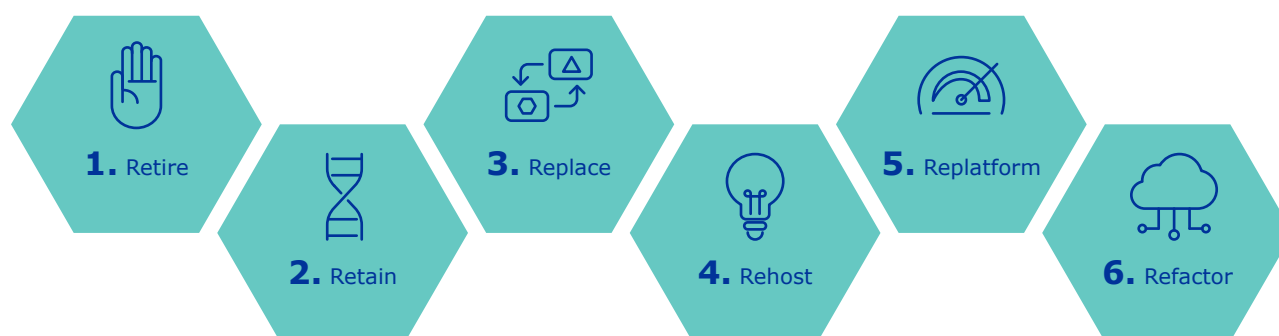 1. Retire
2. Retain
3. Replace
4. Rehost
5. Replatform
6. Refactor